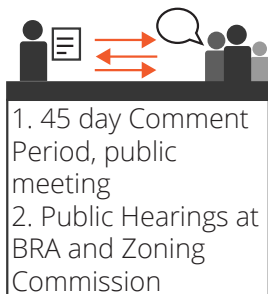 1. 45 day Comment
Period, public
meeting
2. Public Hearings at
BRA and Zoning
Commission